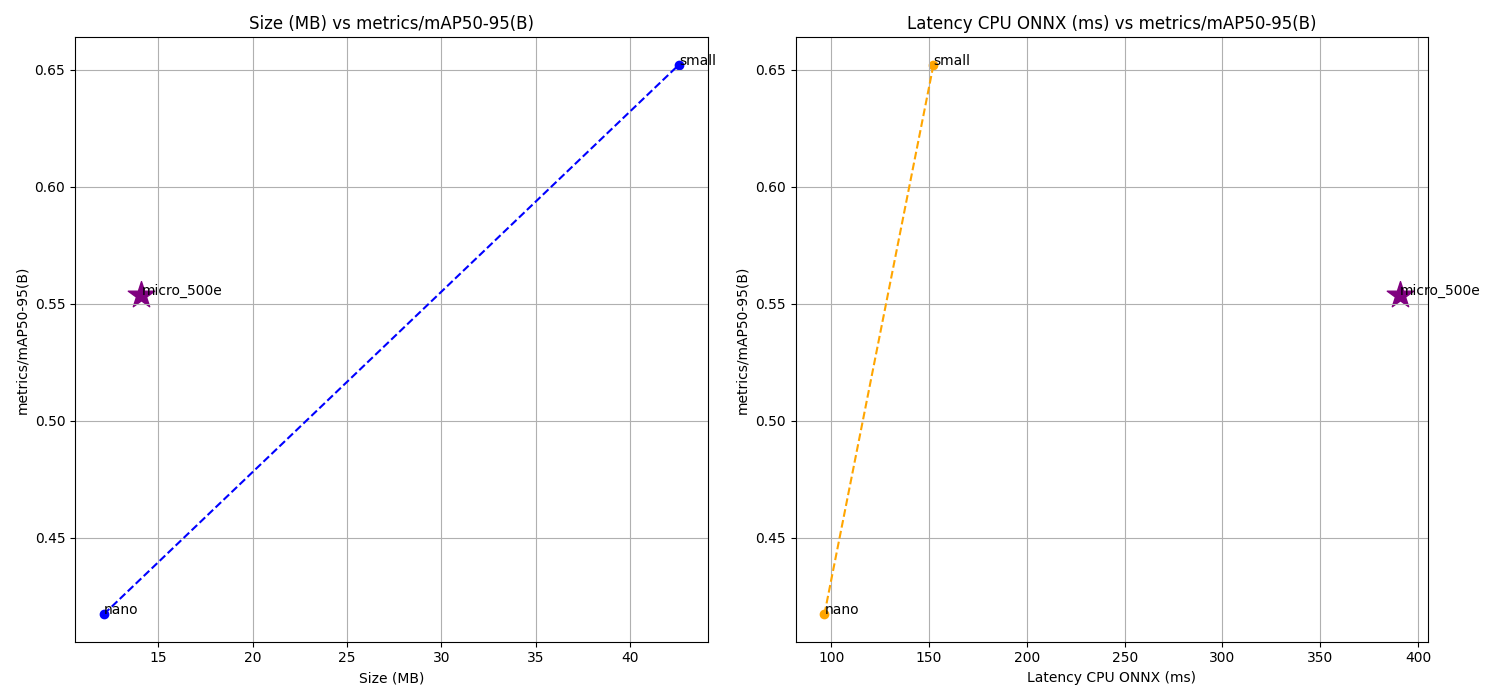 Size (MB) vs metrics/mAP50-95(B)
metrics/mAP50-95(B)
0.65
0.60
0.55
0.50
0.45
small
micro_500e
nano
15
20
25
30
35
40
Size (MB)
Latency CPU ONNX (ms) vs metrics/mAP50-95(B)
metrics/mAP50-95(B)
0.65
0.60
0.55
0.50
0.45
small
micro_500e
nano
100
150
200
250
300
350
400
Latency CPU ONNX (ms)